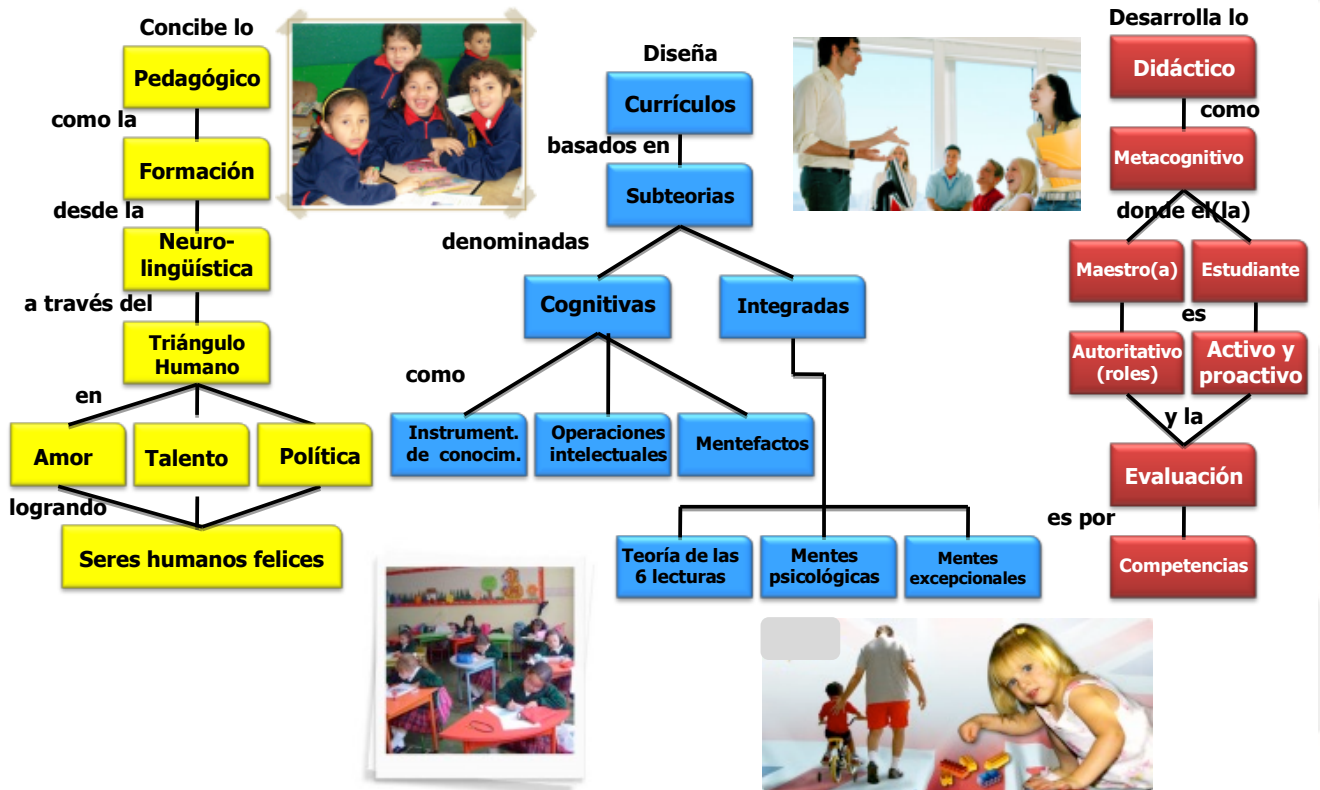 Concibe lo
Pedagógico
como la
Formación
desde la
Neuro-
lingüística
a través del
Triángulo
Humano
en
Amor
Talento
Política
logrando
Seres humanos felices
Diseña
Currículos
basados en
Subteorias
denominadas
Cognitivas
Integradas
como
Instrument.
de conocim.
Operaciones
intelectuales
Mentefactos
Teoría de las
6 lecturas
Mentes
psicológicas
Mentes
excepcionales
Desarrolla lo
Didáctico
como
Metacognitivo
donde el(la)
Maestro(a)
Estudiante
es
Autoritativo
(roles)
Activo y
proactivo
y la
Evaluación
es por
Competencias